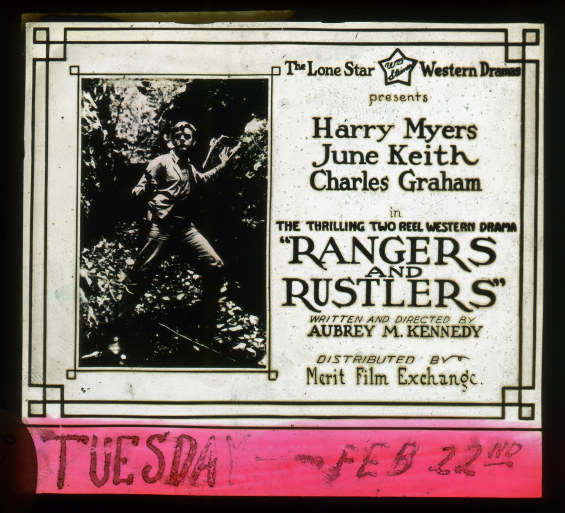 The Lone Star Western Dramas
presents
Harry Myers
June Keith
Charles Graham
in
THE THRILLING TWO REEL WESTERN DRAMA
"RANGERS
AND
RUSTLERS"
WRITTEN AND DIRECTED BY
AUBREY M. KENNEDY
DISTRIBUTED BY
Merit Film Exchange.
TUESDAY — FEB 22ND